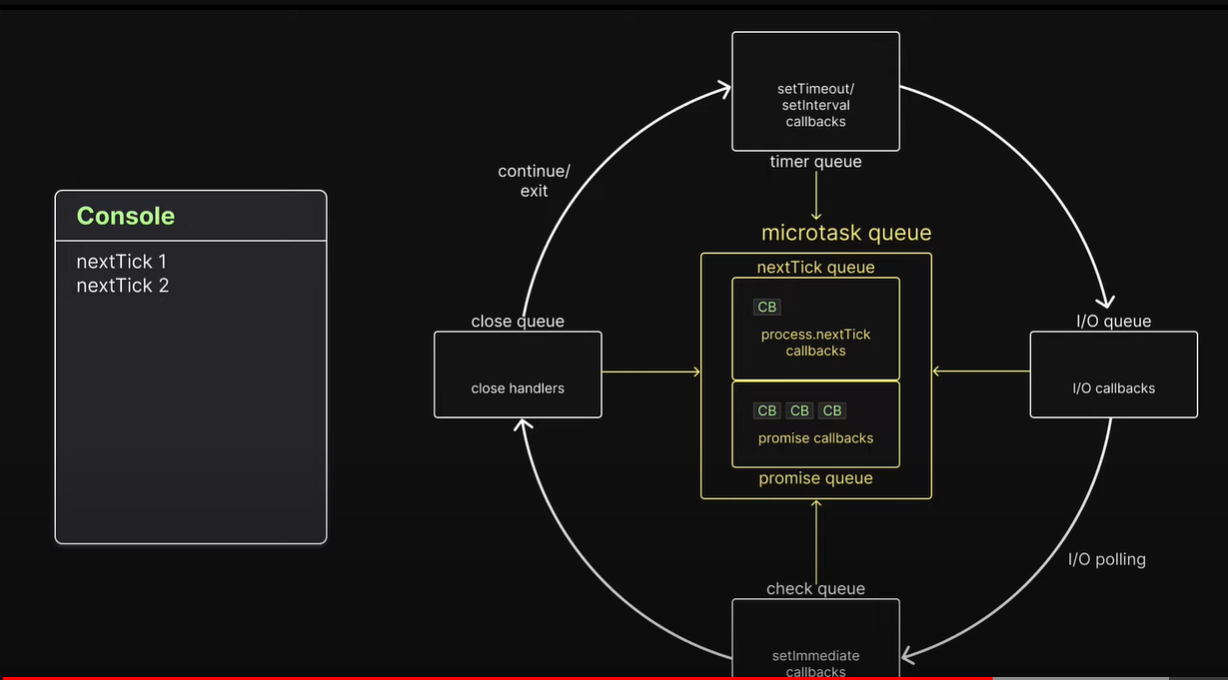 Console
nextTick 1
nextTick 2
setTimeout/
setInterval
callbacks
timer queue
continue/
exit
microtask queue
nextTick queue
CB
process.nextTick
callbacks
CB CB CB
promise callbacks
promise queue
close queue
close handlers
I/O queue
I/O callbacks
I/O polling
check queue
setImmediate
callbacks